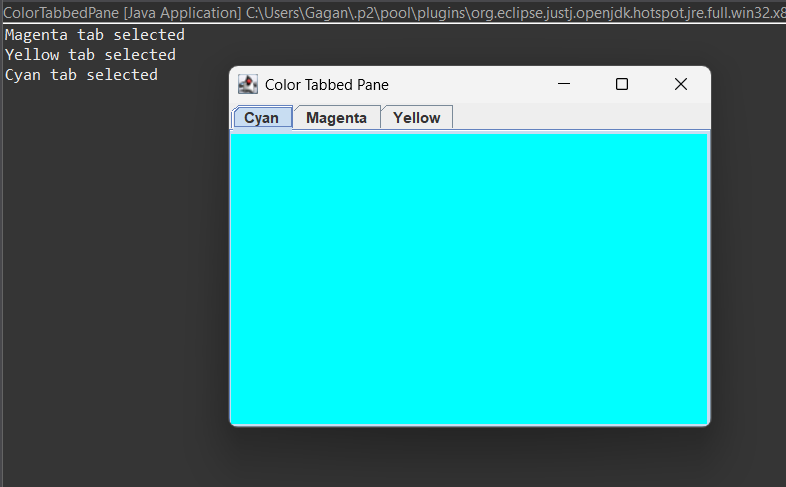 ColorTabbedPane [Java Application] C:\Users\Gagan\.p2\pool\plugins\org.eclipse.justj.openjdk.hotspot.jre.full.win32.x8
Magenta tab selected
Yellow tab selected
Cyan tab selected
Color Tabbed Pane
Cyan Magenta Yellow